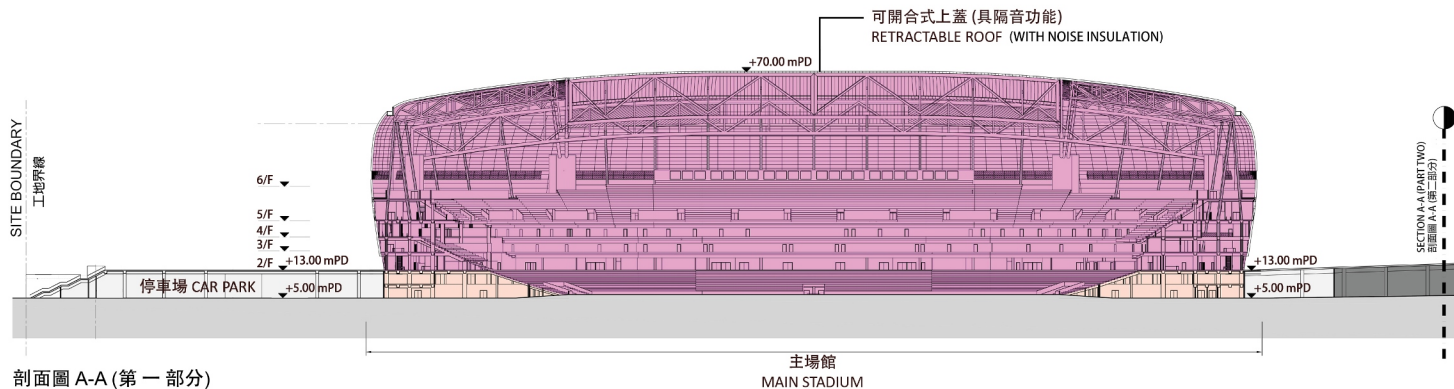 可開合式上蓋 (具隔音功能)
RETRACTABLE ROOF (WITH NOISE INSULATION)
+70.00 mPD
SITE BOUNDARY
工地界線
6/F
5/F
4/F
3/F
2/F
+13.00 mPD
停車場 CAR PARK
+5.00 mPD
+13.00 mPD
+5.00 mPD
SECTION A-A (PART TWO)
剖面圖 A-A (第二部分)
主場館
MAIN STADIUM
剖面圖 A-A (第 一 部分)